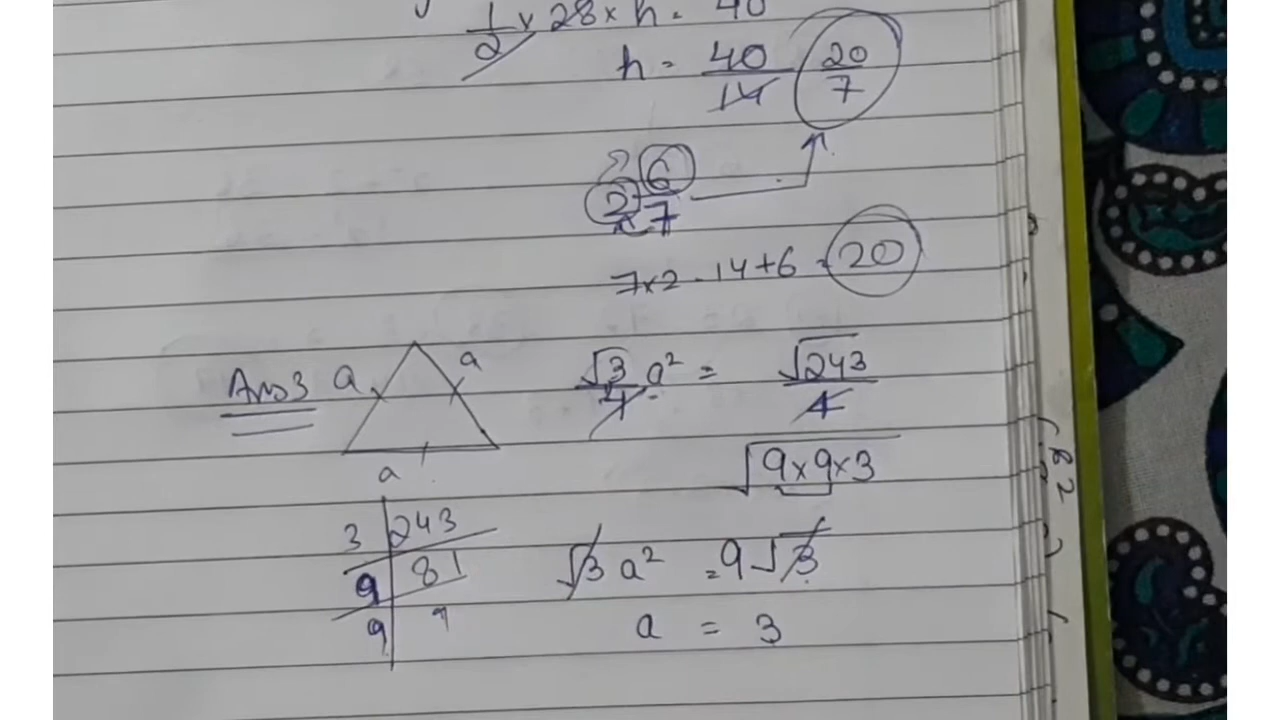 1/2 × 28 × h = 40
h = 40/14 20/7
2 6/7
7×2 - 14+6 = 20
Ans3 a a √3/4 a² = √243/4
a √9×9×3
3 | 243
9 | 81 √3 a² = 9√3
9 | 9 a = 3